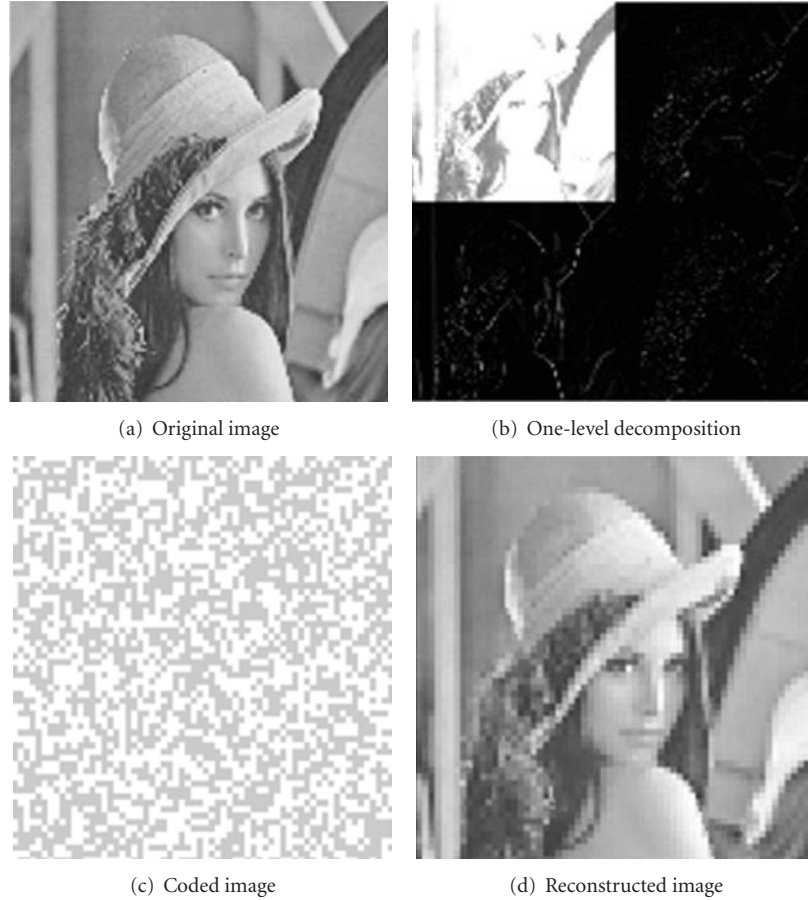 (a) Original image
(b) One-level decomposition
(c) Coded image
(d) Reconstructed image